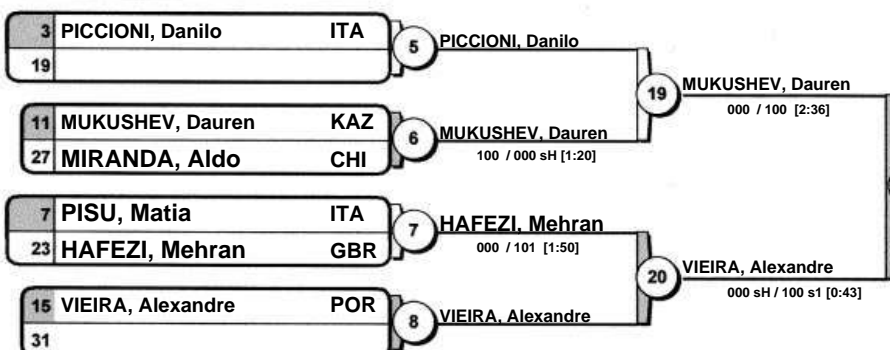 3 PICCIONI, Danilo ITA
19
5 PICCIONI, Danilo
11 MUKUSHEV, Dauren KAZ
27 MIRANDA, Aldo CHI
6 MUKUSHEV, Dauren
100 / 000 sH [1:20]
19 MUKUSHEV, Dauren
000 / 100 [2:36]
7 PISU, Matia ITA
23 HAFEZI, Mehran GBR
7 HAFEZI, Mehran
000 / 101 [1:50]
15 VIEIRA, Alexandre POR
31
8 VIEIRA, Alexandre
20 VIEIRA, Alexandre
000 sH / 100 s1 [0:43]